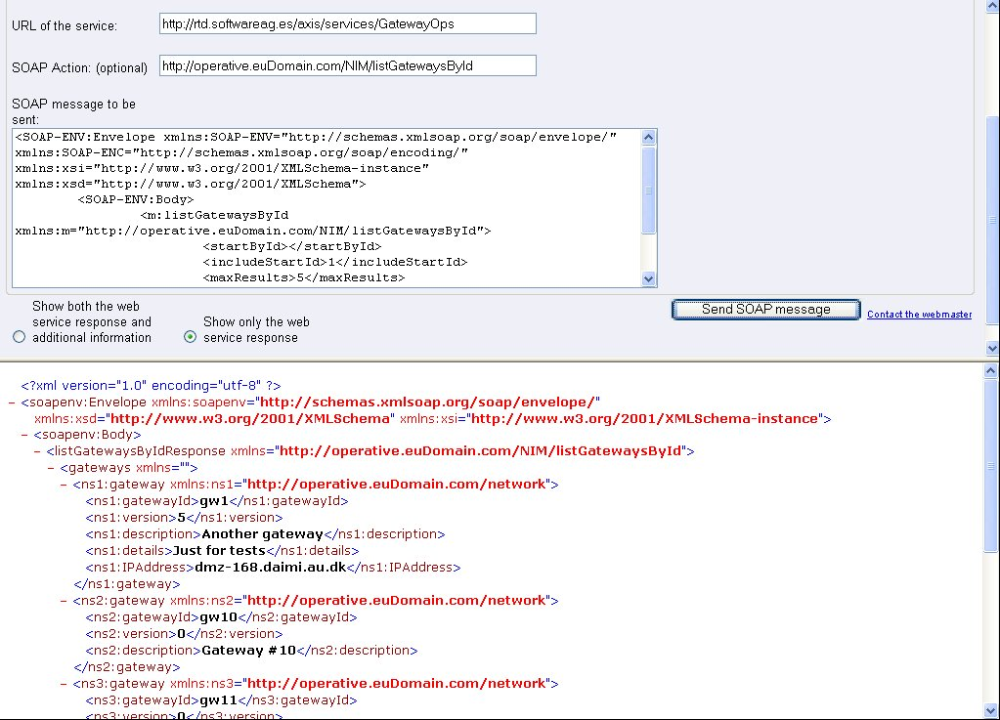 URL of the service:
http://rtd.softwareag.es/axis/services/GatewayOps
SOAP Action: (optional)
http://operative.euDomain.com/NIM/listGatewaysById
SOAP message to be
sent:
<SOAP-ENV:Envelope xmlns:SOAP-ENV="http://schemas.xmlsoap.org/soap/envelope/"
xmlns:SOAP-ENC="http://schemas.xmlsoap.org/soap/encoding/"
xmlns:xsi="http://www.w3.org/2001/XMLSchema-instance"
xmlns:xsd="http://www.w3.org/2001/XMLSchema">
<SOAP-ENV:Body>
<m:listGatewaysById
xmlns:m="http://operative.euDomain.com/NIM/listGatewaysById">
<startById></startById>
<includeStartId>1</includeStartId>
<maxResults>5</maxResults>
Show both the web
service response and
additional information
Show only the web
service response
Send SOAP message
Contact the webmaster
<?xml version="1.0" encoding="utf-8" ?>
- <soapenv:Envelope xmlns:soapenv="http://schemas.xmlsoap.org/soap/envelope/"
xmlns:xsd="http://www.w3.org/2001/XMLSchema" xmlns:xsi="http://www.w3.org/2001/XMLSchema-instance">
- <soapenv:Body>
- <listGatewaysByIdResponse xmlns="http://operative.euDomain.com/NIM/listGatewaysById">
- <gateways xmlns="">
- <ns1:gateway xmlns:ns1="http://operative.euDomain.com/network">
<ns1:gatewayId>gw1</ns1:gatewayId>
<ns1:version>5</ns1:version>
<ns1:description>Another gateway</ns1:description>
<ns1:details>Just for tests</ns1:details>
<ns1:IPAddress>dmz-168.daimi.au.dk</ns1:IPAddress>
</ns1:gateway>
- <ns2:gateway xmlns:ns2="http://operative.euDomain.com/network">
<ns2:gatewayId>gw10</ns2:gatewayId>
<ns2:version>0</ns2:version>
<ns2:description>Gateway #10</ns2:description>
</ns2:gateway>
- <ns3:gateway xmlns:ns3="http://operative.euDomain.com/network">
<ns3:gatewayId>gw11</ns3:gatewayId>
<ns3:version>0</ns3:version>